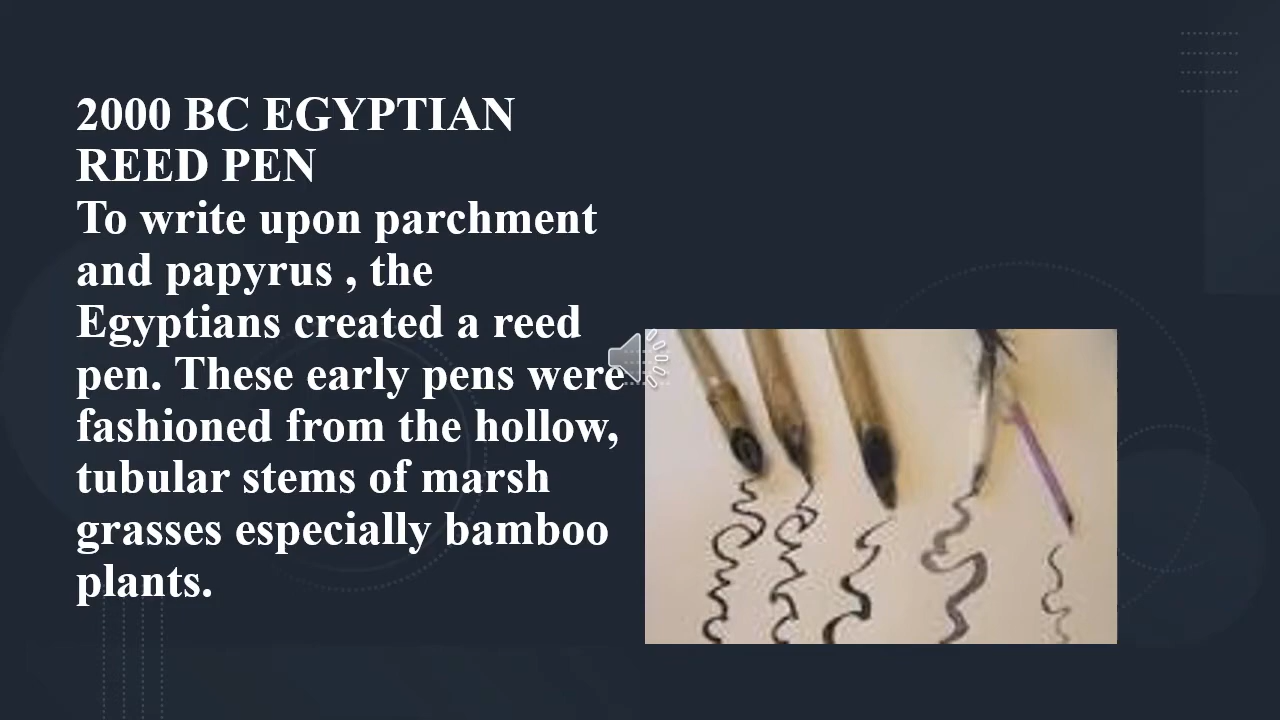 2000 BC EGYPTIAN
REED PEN
To write upon parchment
and papyrus , the
Egyptians created a reed
pen. These early pens were
fashioned from the hollow,
tubular stems of marsh
grasses especially bamboo
plants.